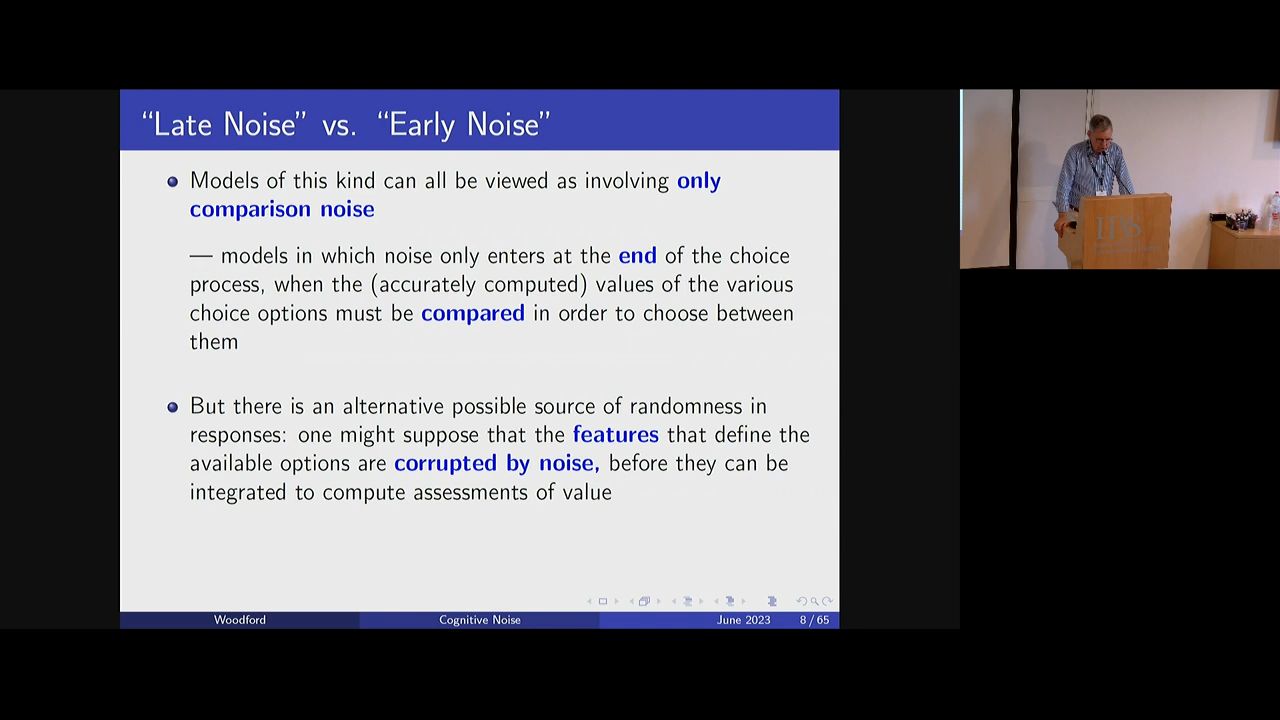 “Late Noise” vs. “Early Noise”
Models of this kind can all be viewed as involving only
comparison noise
— models in which noise only enters at the end of the choice
process, when the (accurately computed) values of the various
choice options must be compared in order to choose between
them
But there is an alternative possible source of randomness in
responses: one might suppose that the features that define the
available options are corrupted by noise, before they can be
integrated to compute assessments of value
Woodford
Cognitive Noise
June 2023
8 / 65